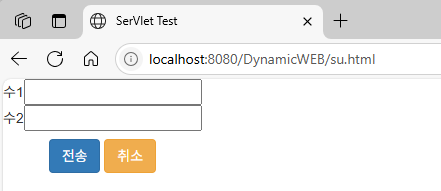 SerVlet Test
localhost:8080/DynamicWEB/su.html
수1
수2
전송 취소